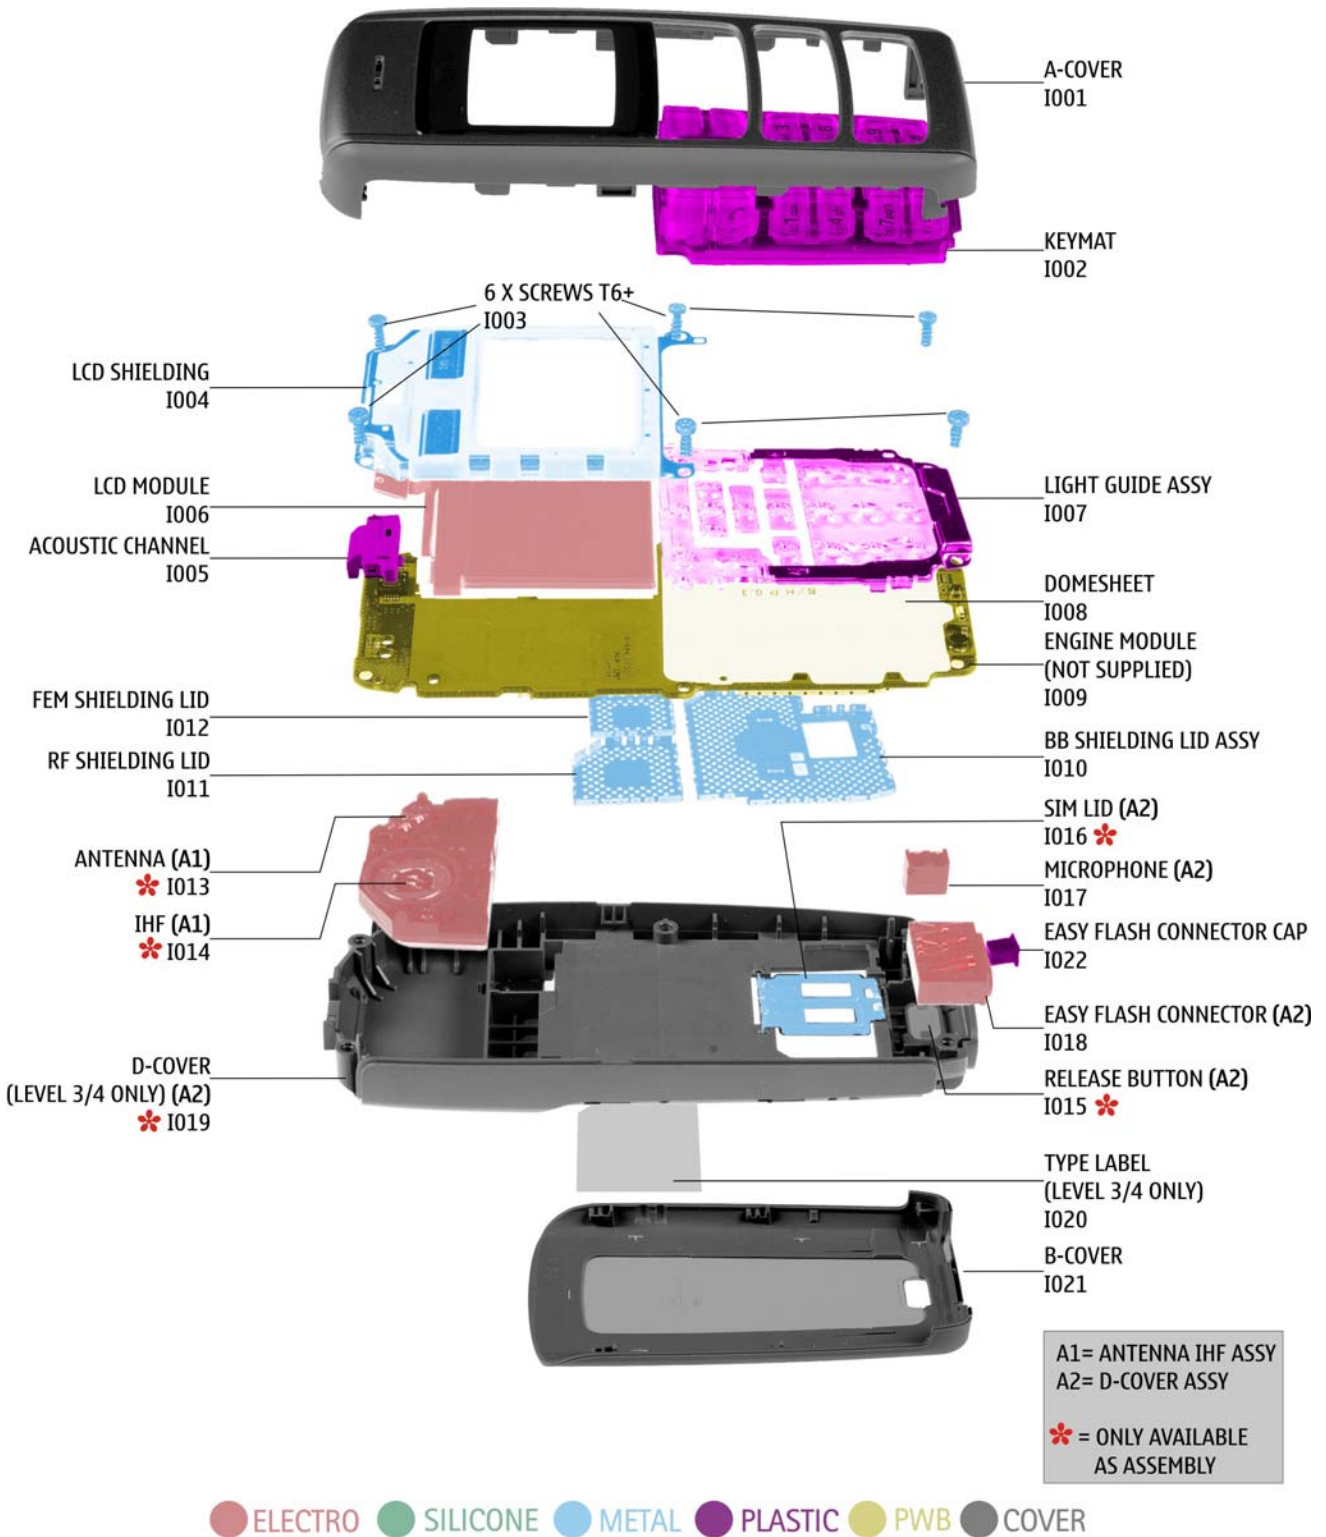 A-COVER
I001
KEYMAT
I002
6 X SCREWS T6+
I003
LCD SHIELDING
I004
LCD MODULE
I006
ACOUSTIC CHANNEL
I005
LIGHT GUIDE ASSY
I007
DOMESHEET
I008
ENGINE MODULE
(NOT SUPPLIED)
I009
FEM SHIELDING LID
I012
RF SHIELDING LID
I011
BB SHIELDING LID ASSY
I010
SIM LID (A2)
I016 *
ANTENNA (A1)
* I013
IHF (A1)
* I014
MICROPHONE (A2)
I017
EASY FLASH CONNECTOR CAP
I022
EASY FLASH CONNECTOR (A2)
I018
D-COVER
(LEVEL 3/4 ONLY) (A2)
* I019
RELEASE BUTTON (A2)
I015 *
TYPE LABEL
(LEVEL 3/4 ONLY)
I020
B-COVER
I021
A1= ANTENNA IHF ASSY
A2= D-COVER ASSY
* = ONLY AVAILABLE
AS ASSEMBLY
ELECTRO SILICONE METAL PLASTIC PWB COVER